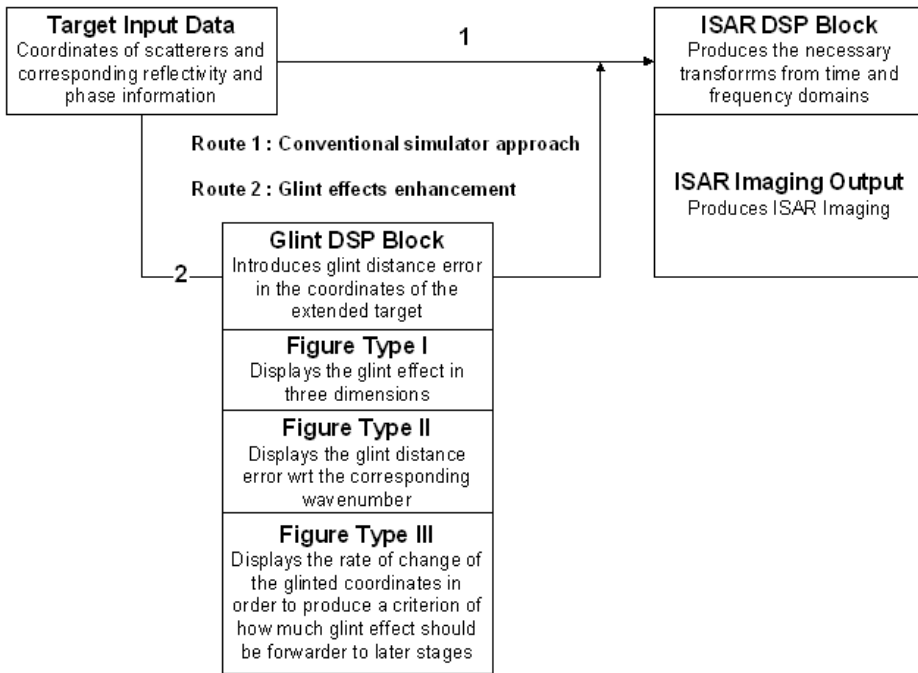 Target Input Data
Coordinates of scatterers and
corresponding reflectivity and
phase information
1
ISAR DSP Block
Produces the necessary
transforrms from time and
frequency domains
Route 1 : Conventional simulator approach
Route 2 : Glint effects enhancement
ISAR Imaging Output
Produces ISAR Imaging
2
Glint DSP Block
Introduces glint distance error
in the coordinates of the
extended target
Figure Type I
Displays the glint effect in
three dimensions
Figure Type II
Displays the glint distance
error wrt the corresponding
wavenumber
Figure Type III
Displays the rate of change of
the glinted coordinates in
order to produce a criterion of
how much glint effect should
be forwarder to later stages